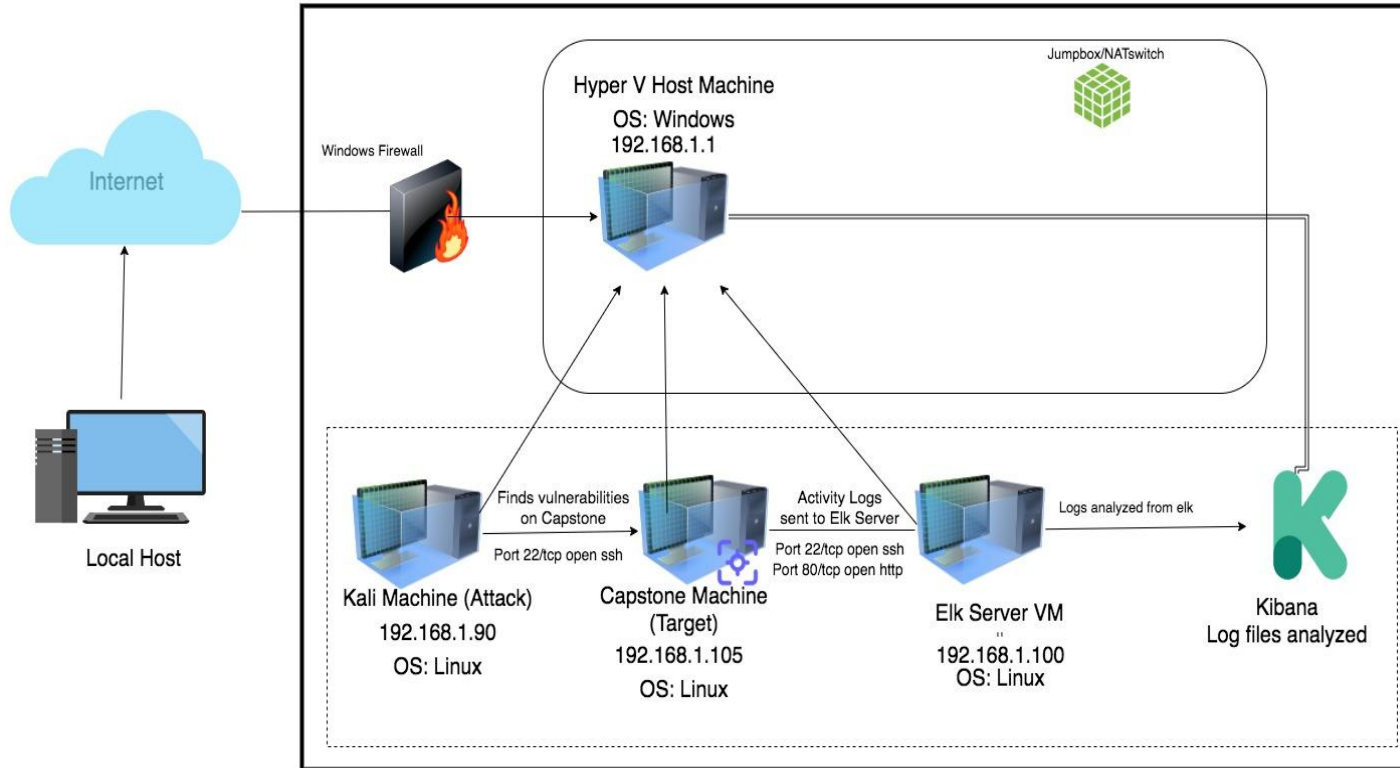 Jumpbox/NATswitch
Hyper V Host Machine
OS: Windows
192.168.1.1
Windows Firewall
Internet
Local Host
Finds vulnerabilities
on Capstone
Port 22/tcp open ssh
Activity Logs
sent to Elk Server
Port 22/tcp open ssh
Port 80/tcp open http
Logs analyzed from elk
Kali Machine (Attack)
192.168.1.90
OS: Linux
Capstone Machine
(Target)
192.168.1.105
OS: Linux
Elk Server VM
"
192.168.1.100
OS: Linux
Kibana
Log files analyzed